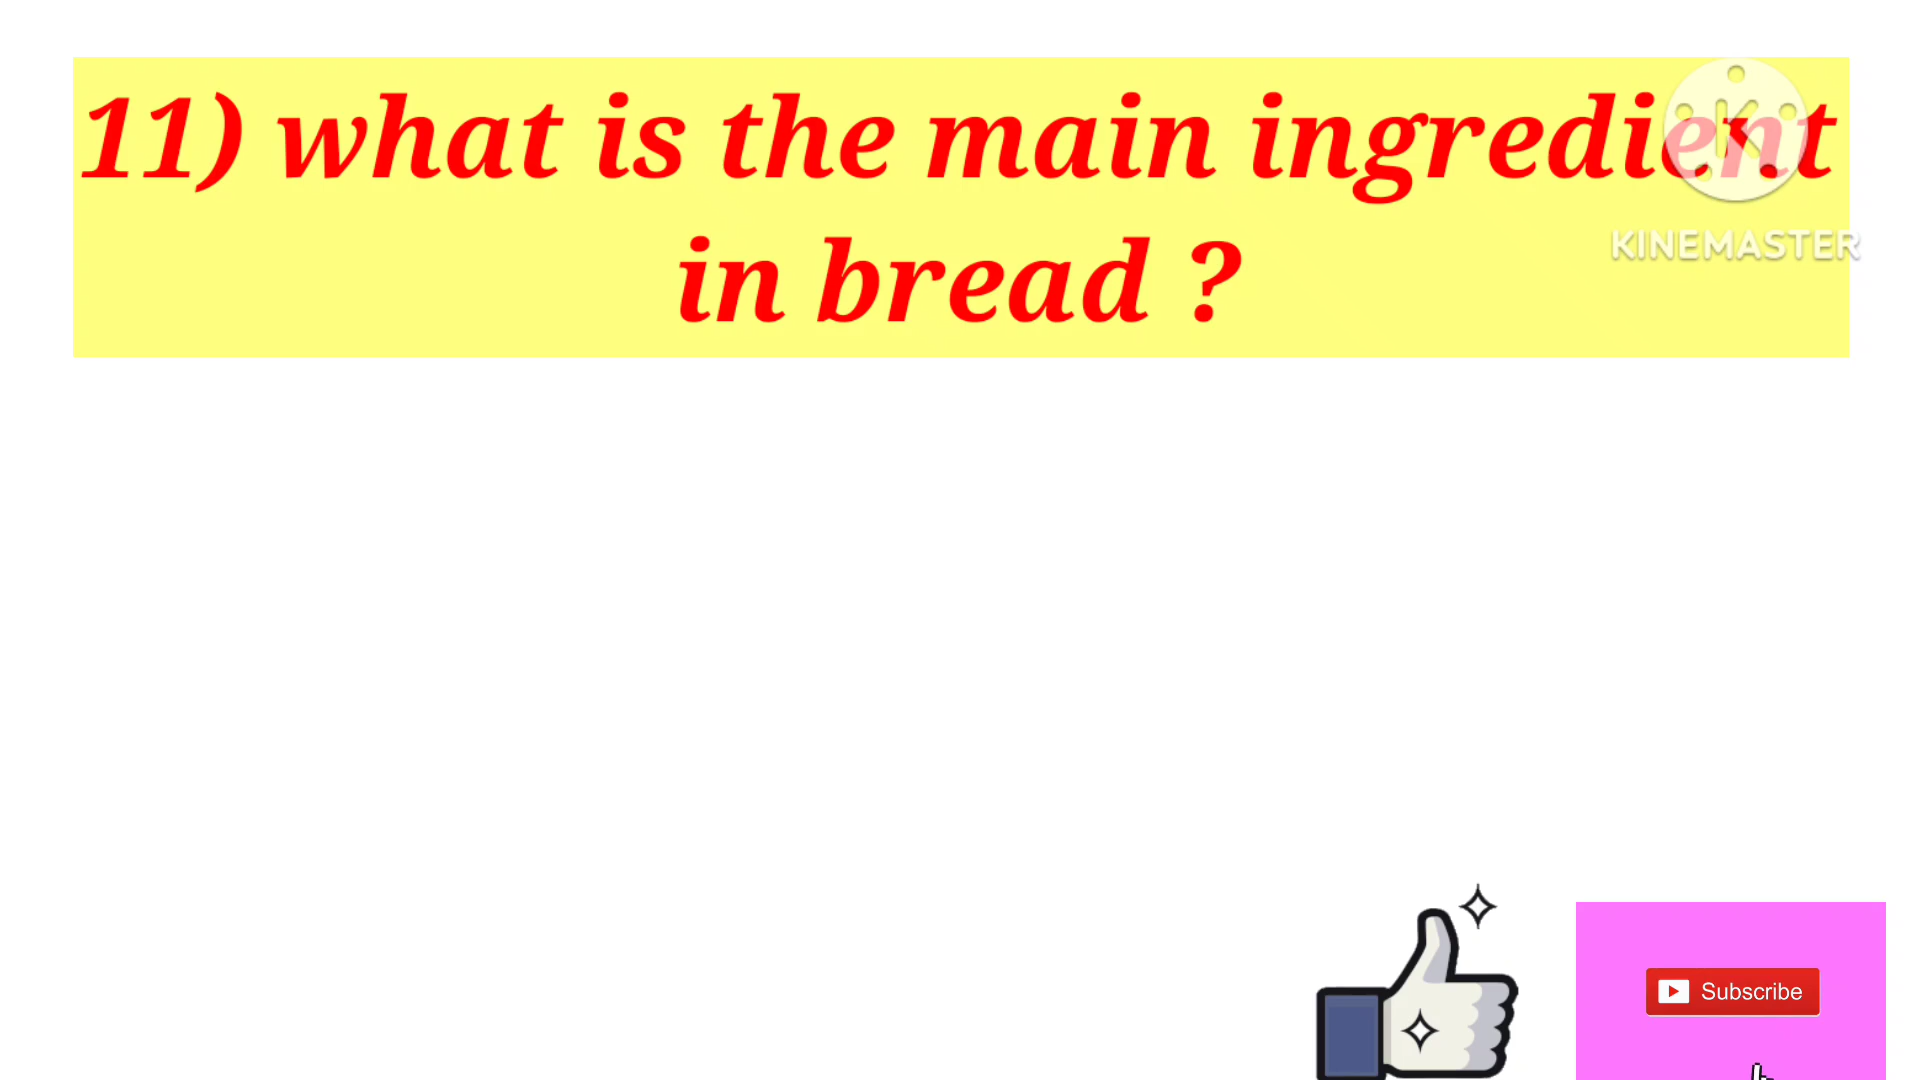 11) what is the main ingredient
in bread ?
K
KINEMASTER
Subscribe